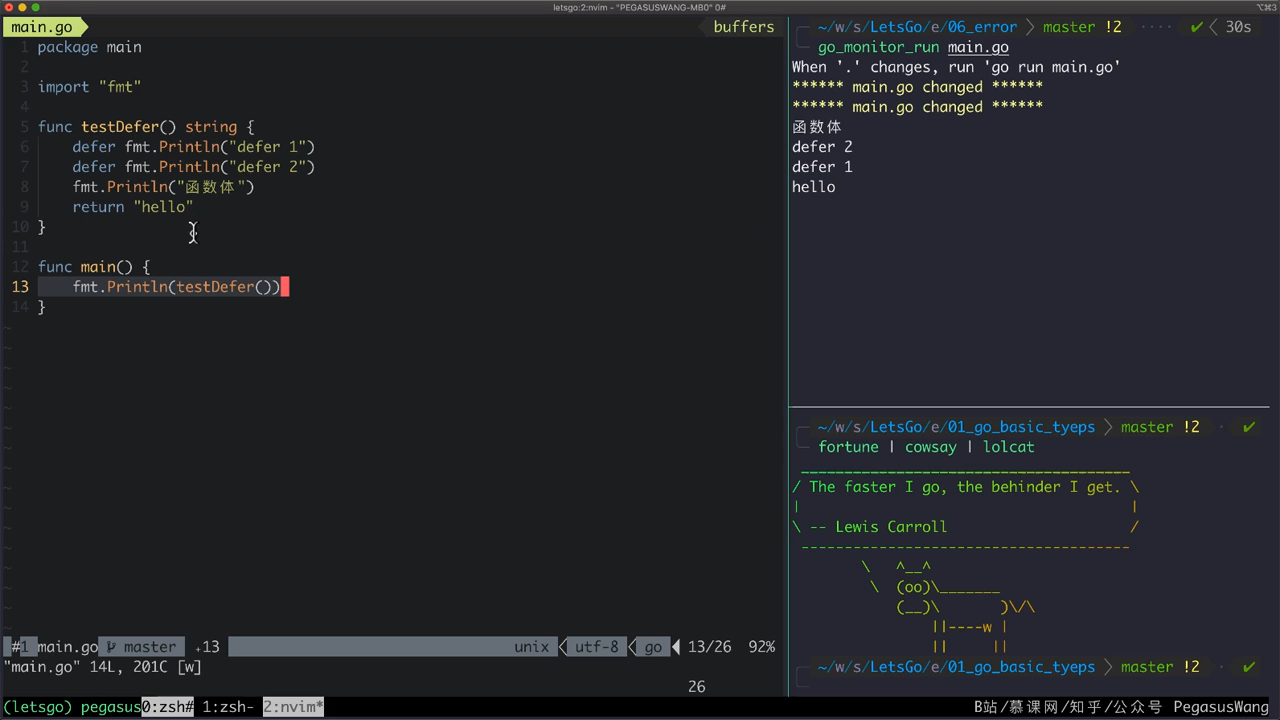 letsgo:2:nvim - "PEGASUSWANG-MB0" 0#
⌥⌘3
main.go
buffers
1 package main
2
3 import "fmt"
4
5 func testDefer() string {
6 defer fmt.Println("defer 1")
7 defer fmt.Println("defer 2")
8 fmt.Println("函数体")
9 return "hello"
10 }
11
12 func main() {
13 fmt.Println(testDefer())
14 }
#1 main.go master +13 unix utf-8 go 13/26 92%
"main.go" 14L, 201C [w]
26
~/w/s/LetsGo/e/06_error master !2 ···· ✔ 30s
go_monitor_run main.go
When '.' changes, run 'go run main.go'
****** main.go changed ******
****** main.go changed ******
函数体
defer 2
defer 1
hello
~/w/s/LetsGo/e/01_go_basic_tyeps master !2 · ✔
fortune | cowsay | lolcat
______________________________________
/ The faster I go, the behinder I get. \
| |
\ -- Lewis Carroll /
--------------------------------------
\ ^__^
\ (oo)\_______
(__)\ )\/\
||----w |
|| ||
~/w/s/LetsGo/e/01_go_basic_tyeps master !2 · ✔
(letsgo) pegasus 0:zsh# 1:zsh- 2:nvim*
B站/慕课网/知乎/公众号 PegasusWang